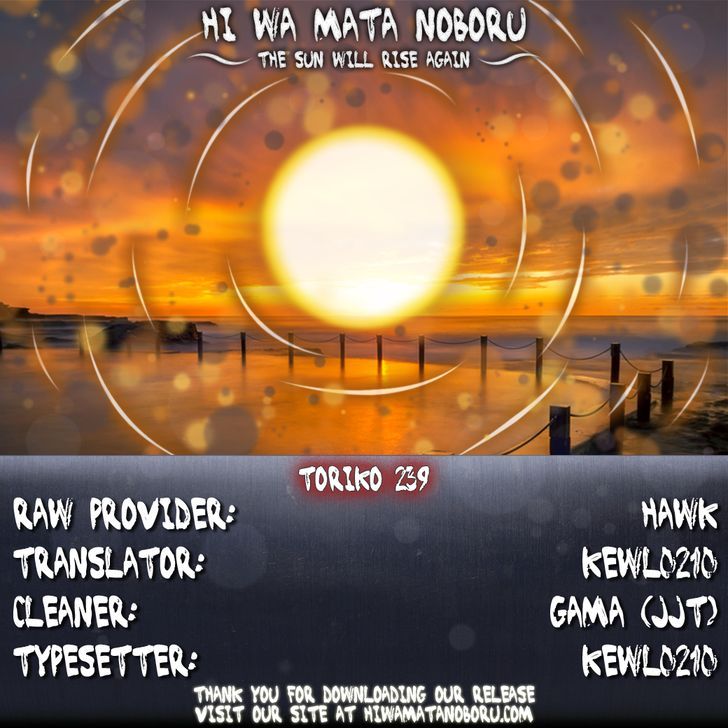 HI WA MATA NOBORU
THE SUN WILL RISE AGAIN
TORIKO 239
RAW PROVIDER: HAWK
TRANSLATOR: KEWL0210
CLEANER: GAMA (JJT)
TYPESETTER: KEWL0210
THANK YOU FOR DOWNLOADING OUR RELEASE
VISIT OUR SITE AT HIWAMATANOBORU.COM